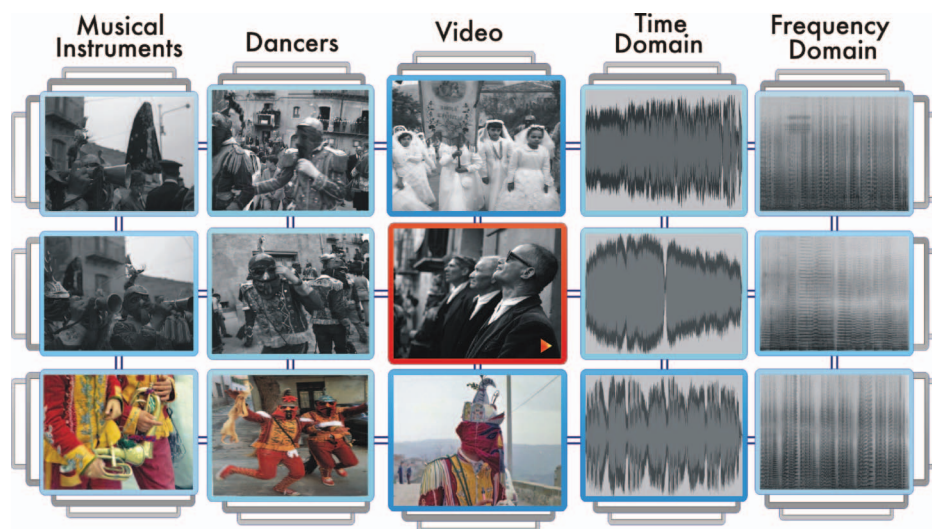 Musical
Instruments
Dancers
Video
Time
Domain
Frequency
Domain